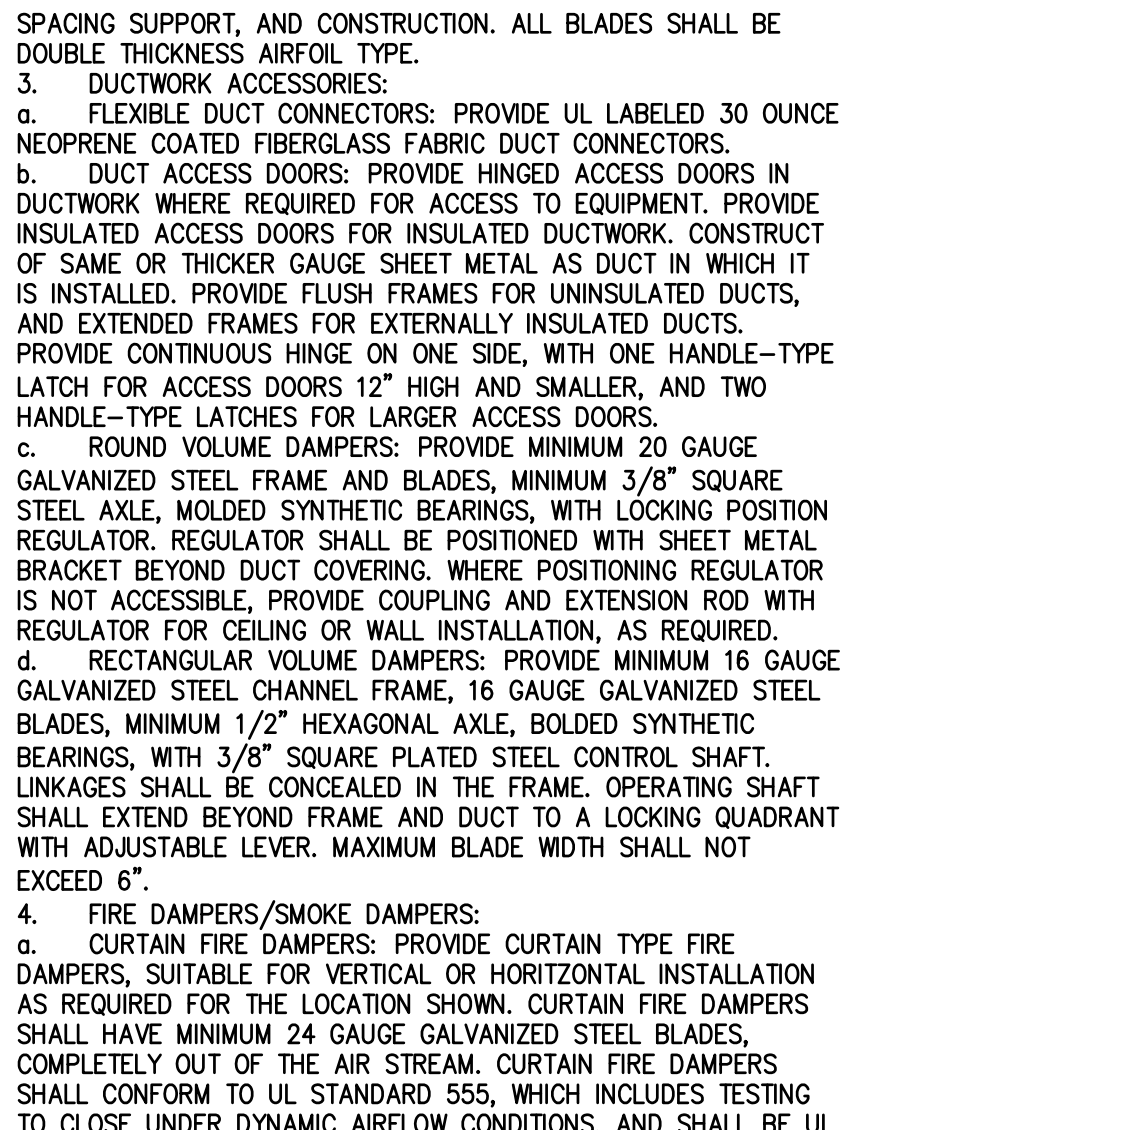 SPACING SUPPORT, AND CONSTRUCTION. ALL BLADES SHALL BE
DOUBLE THICKNESS AIRFOIL TYPE.
3. DUCTWORK ACCESSORIES:
a. FLEXIBLE DUCT CONNECTORS: PROVIDE UL LABELED 30 OUNCE
NEOPRENE COATED FIBERGLASS FABRIC DUCT CONNECTORS.
b. DUCT ACCESS DOORS: PROVIDE HINGED ACCESS DOORS IN
DUCTWORK WHERE REQUIRED FOR ACCESS TO EQUIPMENT. PROVIDE
INSULATED ACCESS DOORS FOR INSULATED DUCTWORK. CONSTRUCT
OF SAME OR THICKER GAUGE SHEET METAL AS DUCT IN WHICH IT
IS INSTALLED. PROVIDE FLUSH FRAMES FOR UNINSULATED DUCTS,
AND EXTENDED FRAMES FOR EXTERNALLY INSULATED DUCTS.
PROVIDE CONTINUOUS HINGE ON ONE SIDE, WITH ONE HANDLE–TYPE
LATCH FOR ACCESS DOORS 12” HIGH AND SMALLER, AND TWO
HANDLE–TYPE LATCHES FOR LARGER ACCESS DOORS.
c. ROUND VOLUME DAMPERS: PROVIDE MINIMUM 20 GAUGE
GALVANIZED STEEL FRAME AND BLADES, MINIMUM 3/8” SQUARE
STEEL AXLE, MOLDED SYNTHETIC BEARINGS, WITH LOCKING POSITION
REGULATOR. REGULATOR SHALL BE POSITIONED WITH SHEET METAL
BRACKET BEYOND DUCT COVERING. WHERE POSITIONING REGULATOR
IS NOT ACCESSIBLE, PROVIDE COUPLING AND EXTENSION ROD WITH
REGULATOR FOR CEILING OR WALL INSTALLATION, AS REQUIRED.
d. RECTANGULAR VOLUME DAMPERS: PROVIDE MINIMUM 16 GAUGE
GALVANIZED STEEL CHANNEL FRAME, 16 GAUGE GALVANIZED STEEL
BLADES, MINIMUM 1/2” HEXAGONAL AXLE, BOLDED SYNTHETIC
BEARINGS, WITH 3/8” SQUARE PLATED STEEL CONTROL SHAFT.
LINKAGES SHALL BE CONCEALED IN THE FRAME. OPERATING SHAFT
SHALL EXTEND BEYOND FRAME AND DUCT TO A LOCKING QUADRANT
WITH ADJUSTABLE LEVER. MAXIMUM BLADE WIDTH SHALL NOT
EXCEED 6”.
4. FIRE DAMPERS/SMOKE DAMPERS:
a. CURTAIN FIRE DAMPERS: PROVIDE CURTAIN TYPE FIRE
DAMPERS, SUITABLE FOR VERTICAL OR HORITZONTAL INSTALLATION
AS REQUIRED FOR THE LOCATION SHOWN. CURTAIN FIRE DAMPERS
SHALL HAVE MINIMUM 24 GAUGE GALVANIZED STEEL BLADES,
COMPLETELY OUT OF THE AIR STREAM. CURTAIN FIRE DAMPERS
SHALL CONFORM TO UL STANDARD 555, WHICH INCLUDES TESTING
TO CLOSE UNDER DYNAMIC AIRFLOW CONDITIONS, AND SHALL BE UL